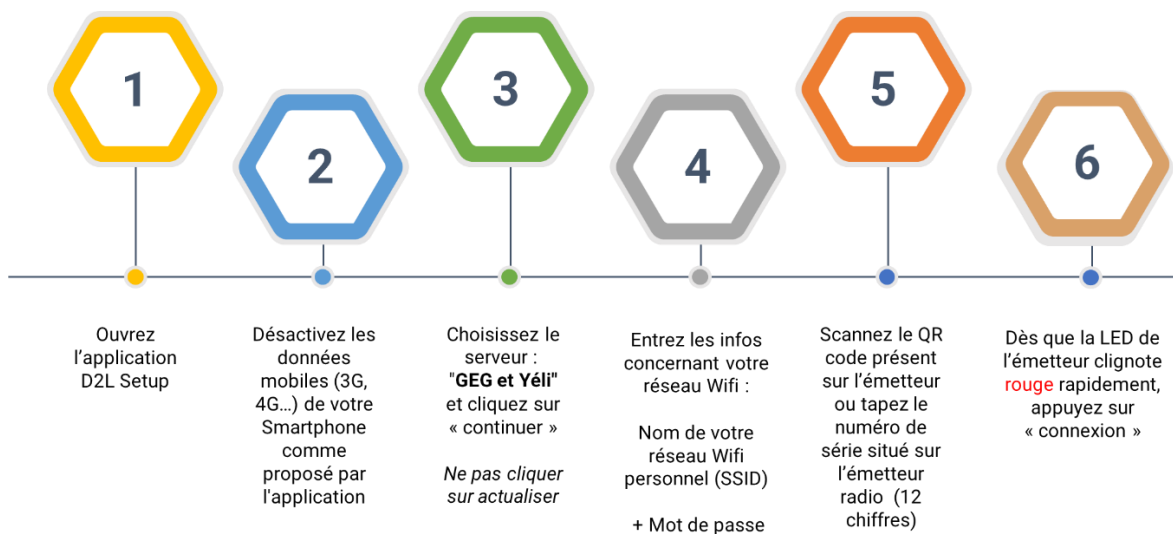 1
Ouvrez
l'application
D2L Setup
2
Désactivez les
données
mobiles (3G,
4G...) de votre
Smartphone
comme
proposé par
l'application
3
Choisissez le
serveur :
"GEG et Yéli"
et cliquez sur
« continuer »
Ne pas cliquer
sur actualiser
4
Entrez les infos
concernant votre
réseau Wifi :
Nom de votre
réseau Wifi
personnel (SSID)
+ Mot de passe
5
Scannez le QR
code présent
sur l'émetteur
ou tapez le
numéro de
série situé sur
l'émetteur
radio (12
chiffres)
6
Dès que la LED de
l'émetteur clignote
rouge rapidement,
appuyez sur
« connexion »